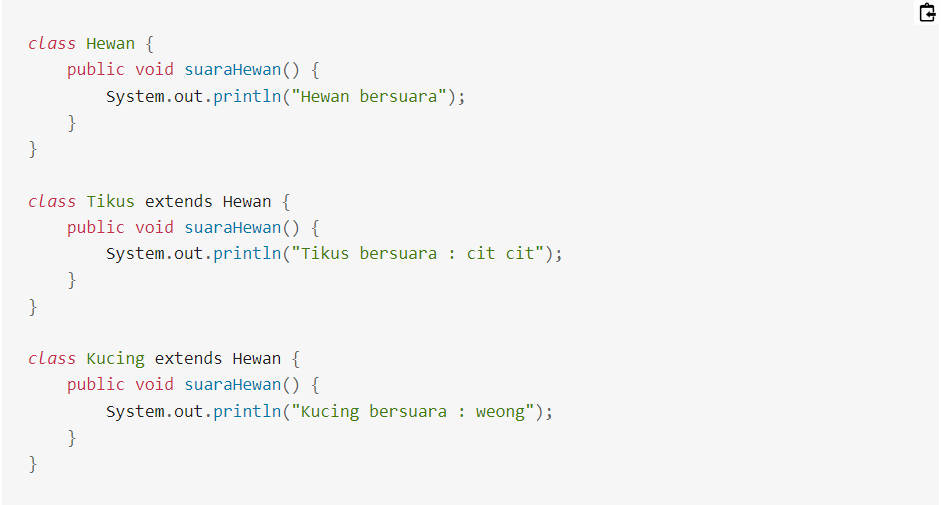 class Hewan {
    public void suaraHewan() {
        System.out.println("Hewan bersuara");
    }
}
class Tikus extends Hewan {
    public void suaraHewan() {
        System.out.println("Tikus bersuara : cit cit");
    }
}
class Kucing extends Hewan {
    public void suaraHewan() {
        System.out.println("Kucing bersuara : weong");
    }
}